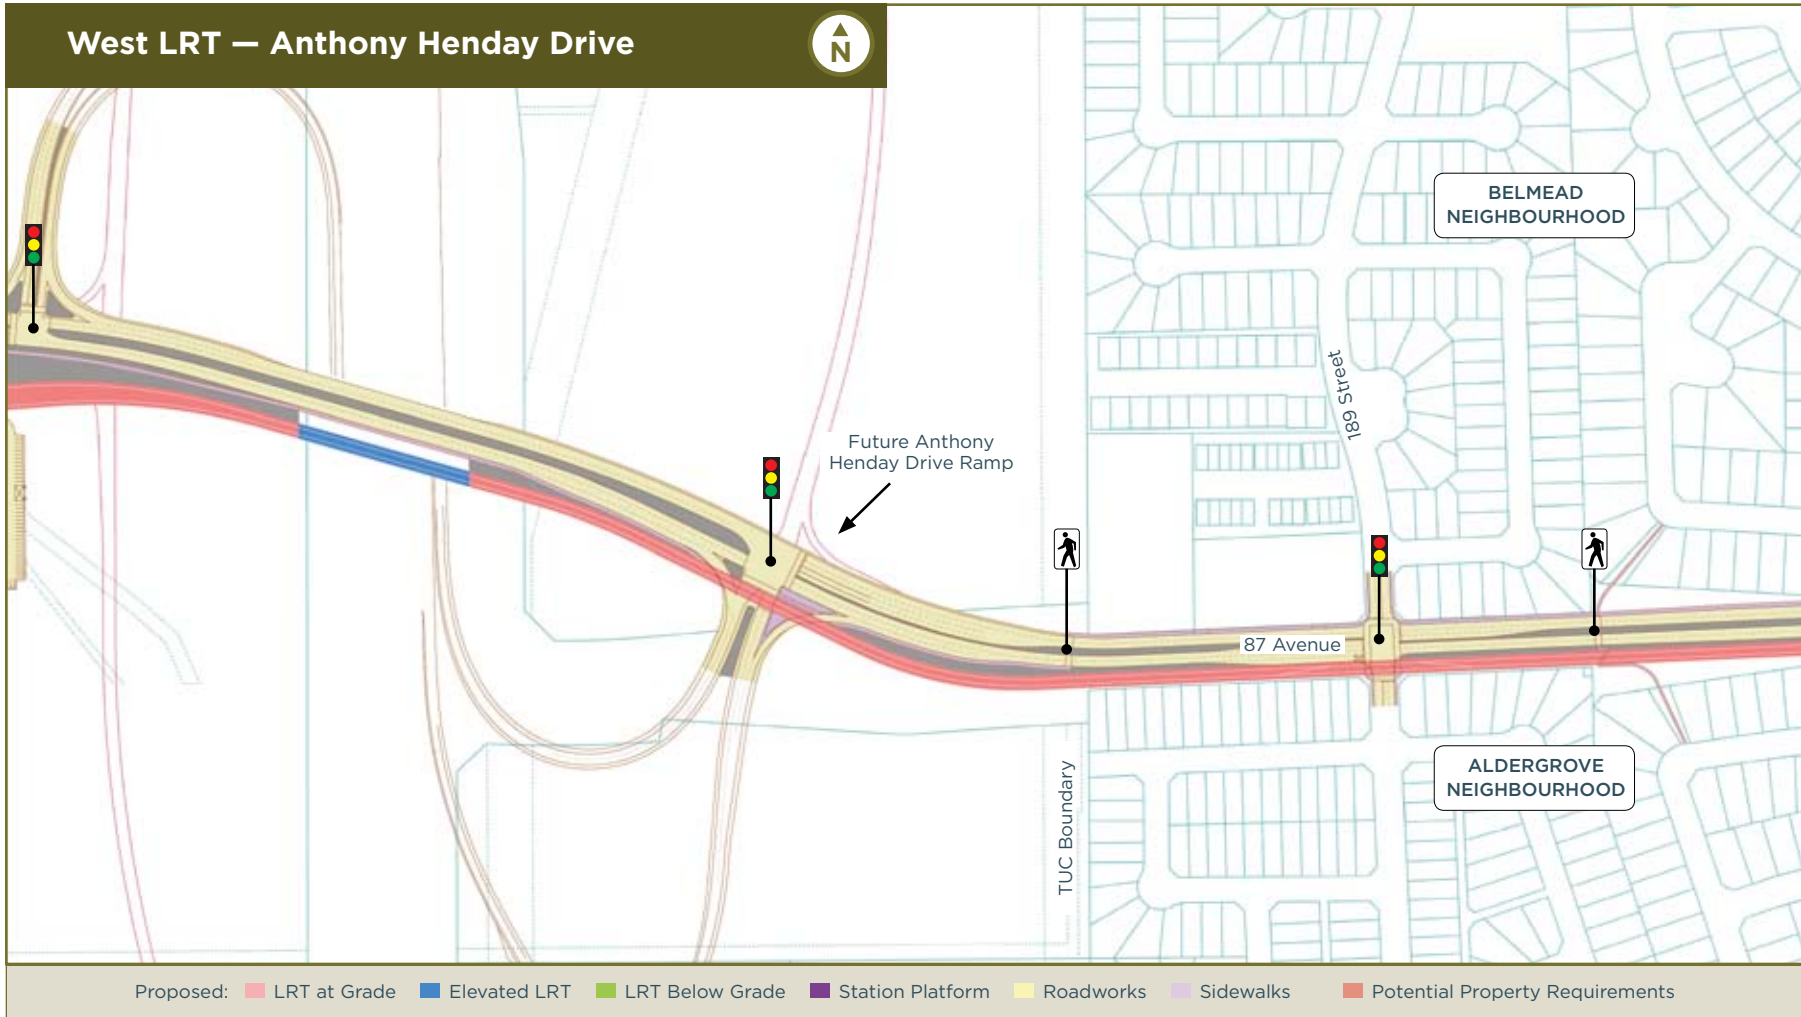 West LRT — Anthony Henday Drive
N
BELMEAD
NEIGHBOURHOOD
189 Street
Future Anthony
Henday Drive Ramp
87 Avenue
TUC Boundary
ALDERGROVE
NEIGHBOURHOOD
Proposed: LRT at Grade Elevated LRT LRT Below Grade Station Platform Roadworks Sidewalks Potential Property Requirements